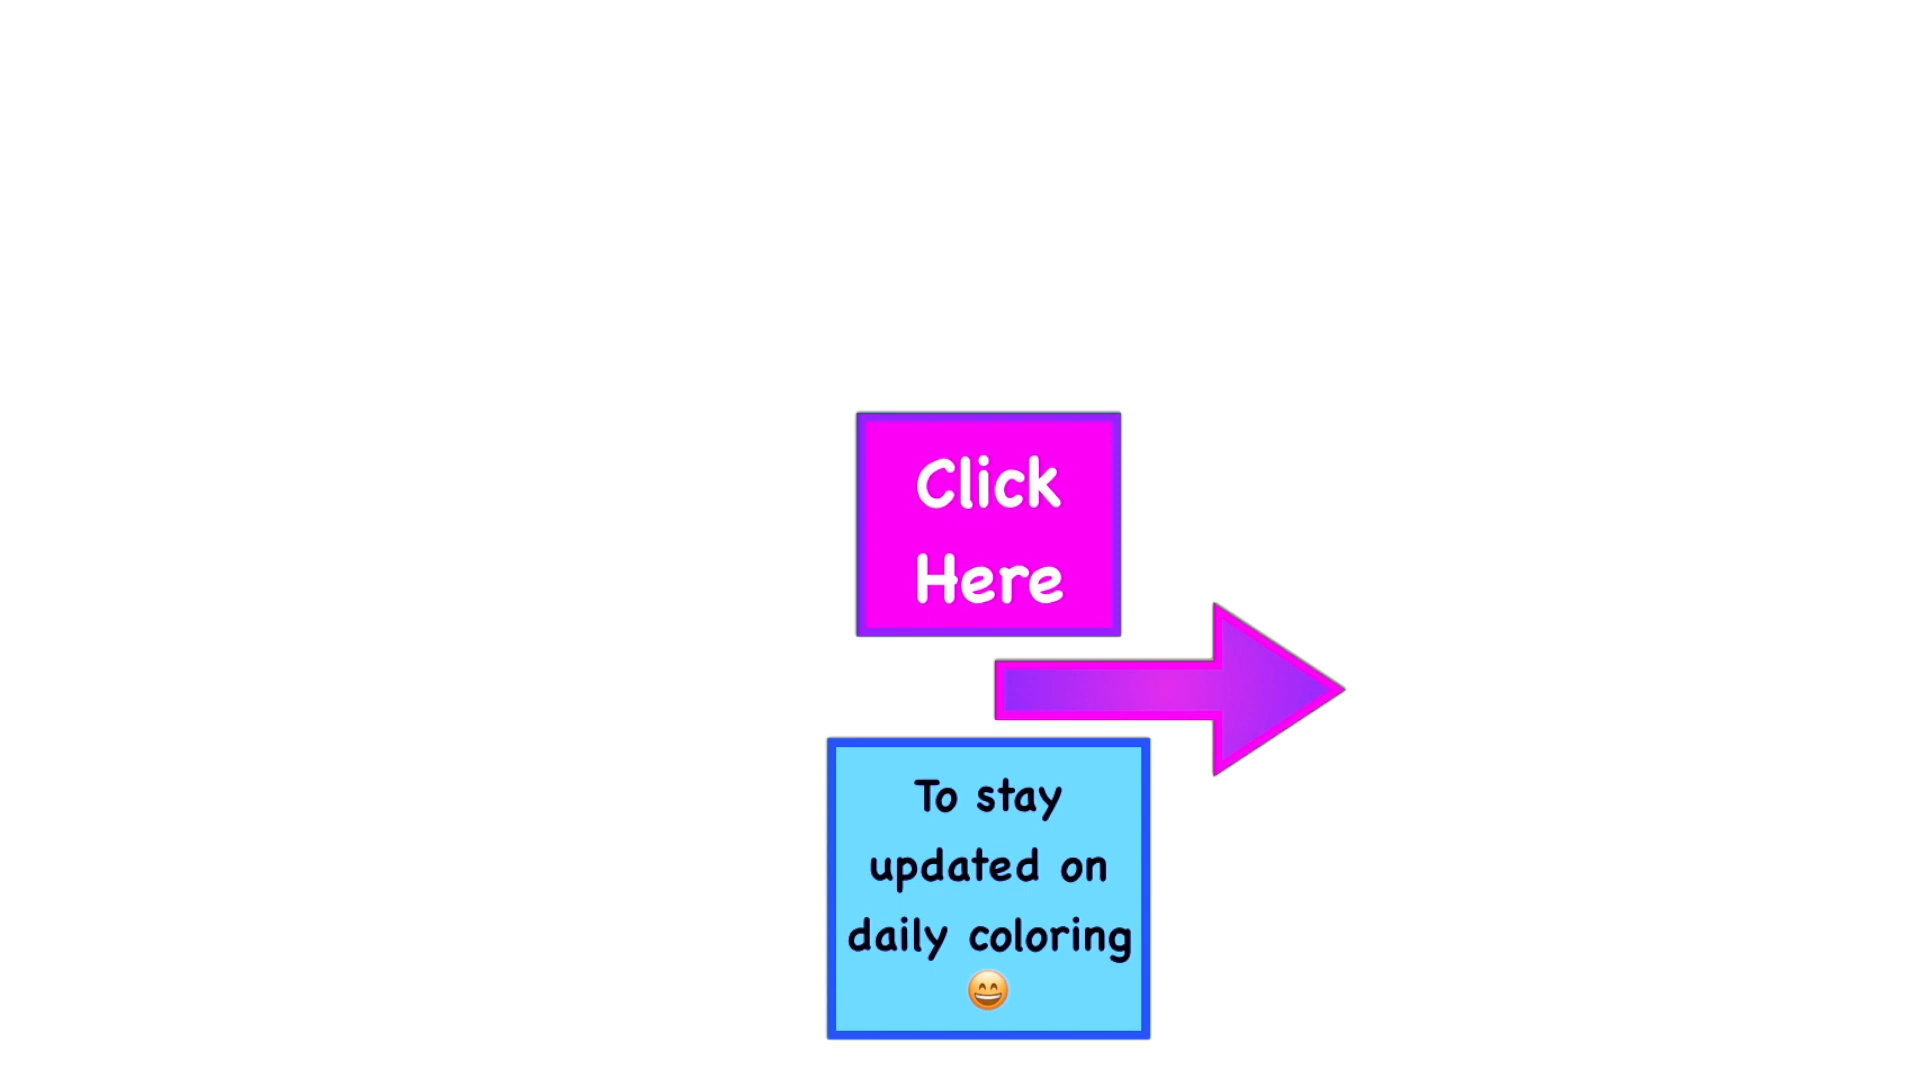 Click
Here
To stay
updated on
daily coloring
😄